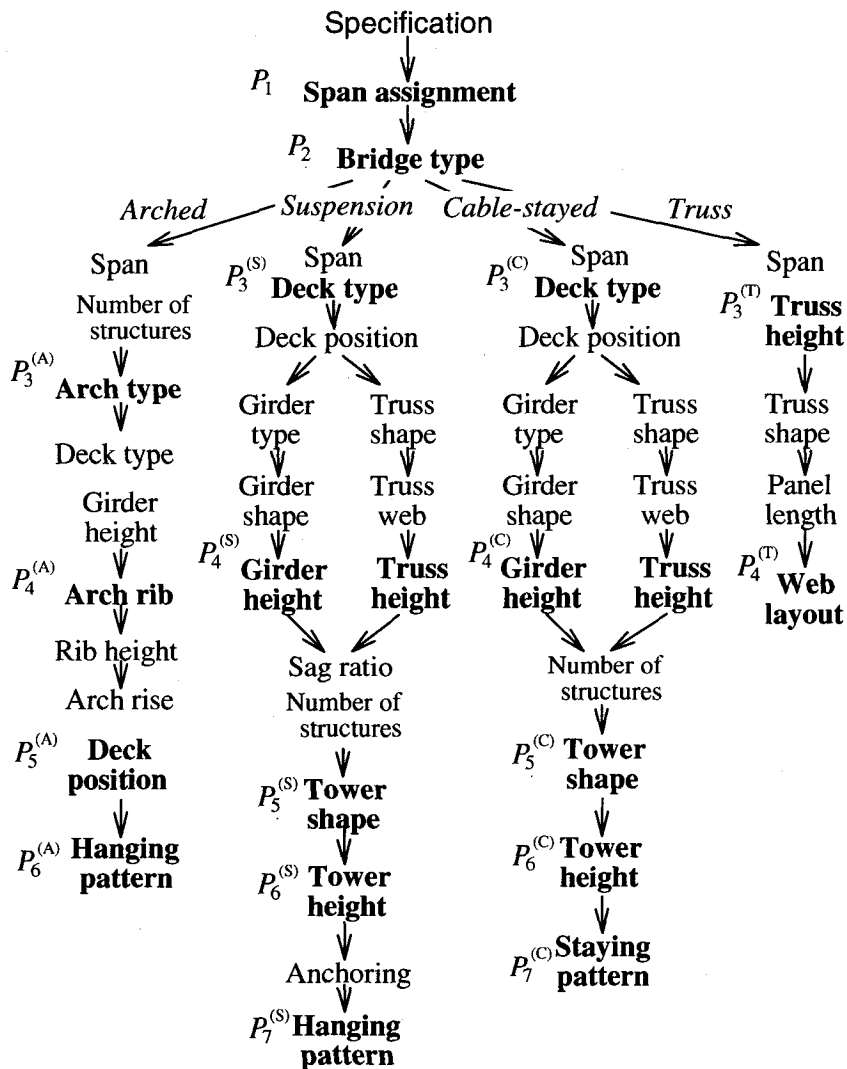 Specification
P1 Span assignment
P2 Bridge type
Arched Suspension Cable-stayed Truss
Span
Number of
structures
P3(A) Arch type
Deck type
Girder
height
P4(A) Arch rib
Rib height
Arch rise
P5(A) Deck
position
P6(A) Hanging
pattern
Span
P3(S) Deck type
Deck position
Girder
type
Girder
shape
P4(S) Girder
height
Truss
shape
Truss
web
Truss
height
Sag ratio
Number of
structures
P5(S) Tower
shape
P6(S) Tower
height
Anchoring
P7(S) Hanging
pattern
Span
P3(C) Deck type
Deck position
Girder
type
Girder
shape
P4(C) Girder
height
Truss
shape
Truss
web
Truss
height
Number of
structures
P5(C) Tower
shape
P6(C) Tower
height
P7(C) Staying
pattern
Span
P3(T) Truss
height
Truss
shape
Panel
length
P4(T) Web
layout